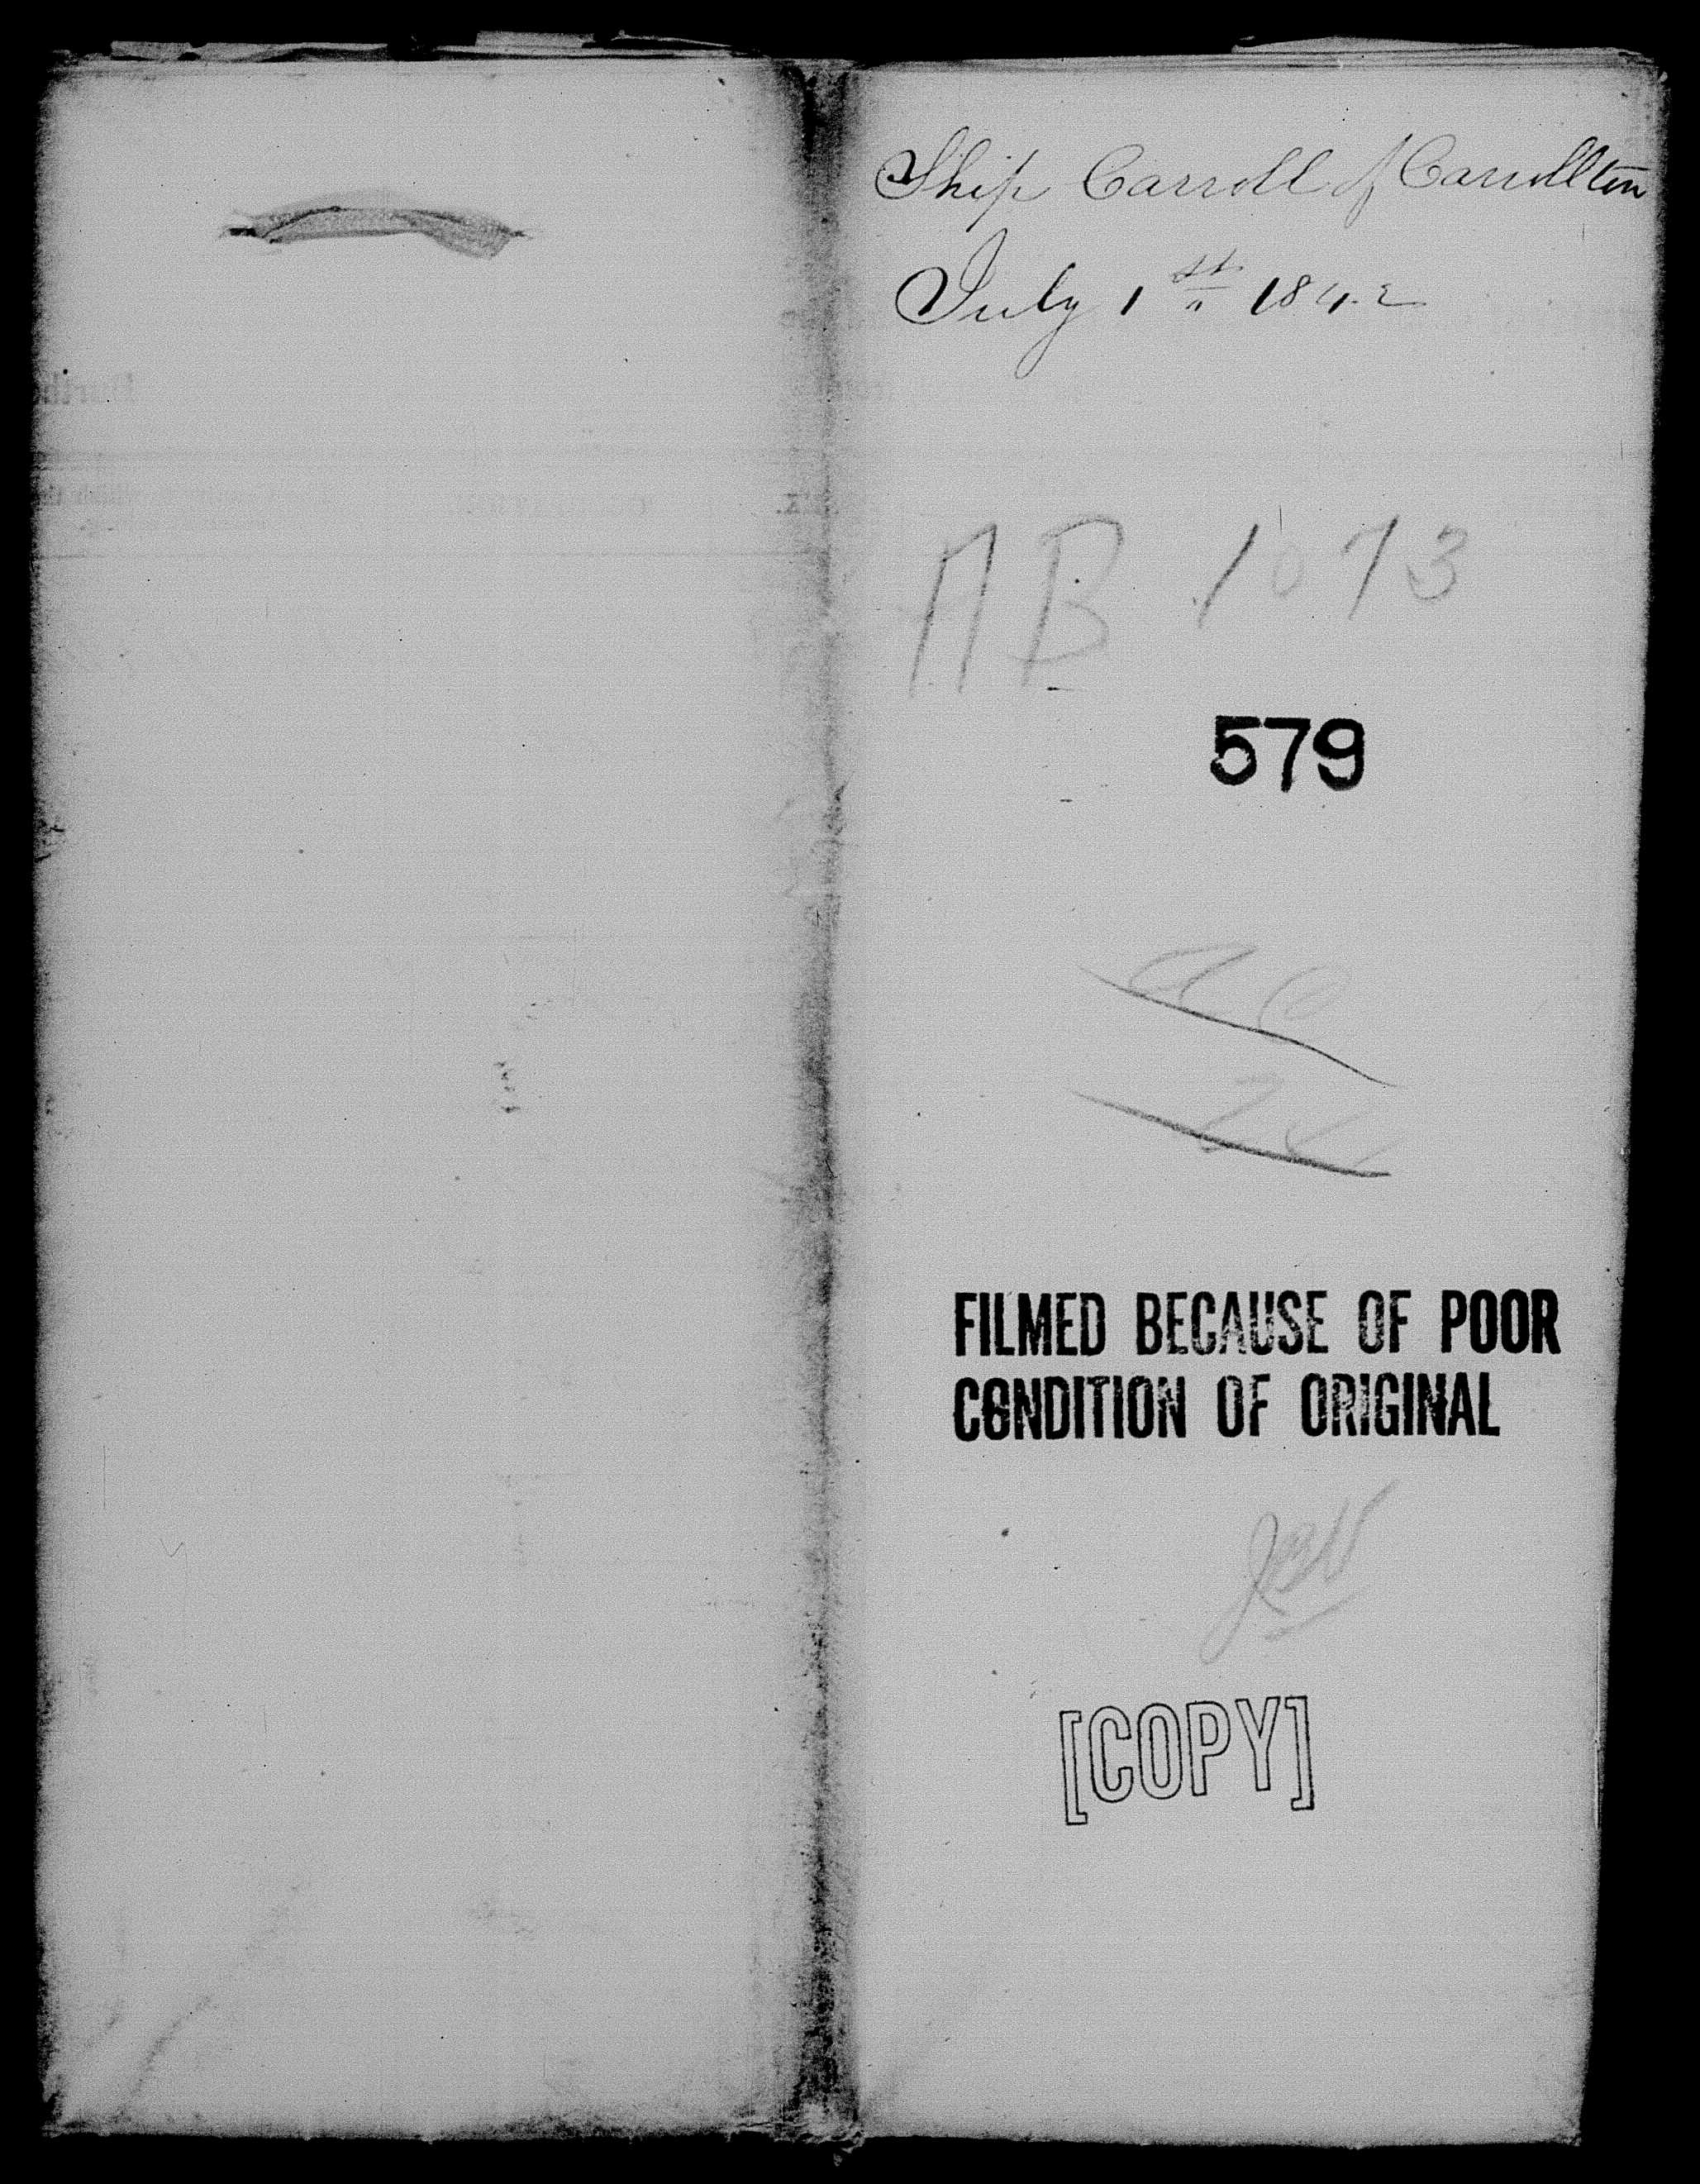 Ship Carroll of Carrollton
July 1st 1842
AB 1073
579
FILMED BECAUSE OF POOR
CONDITION OF ORIGINAL
[COPY]